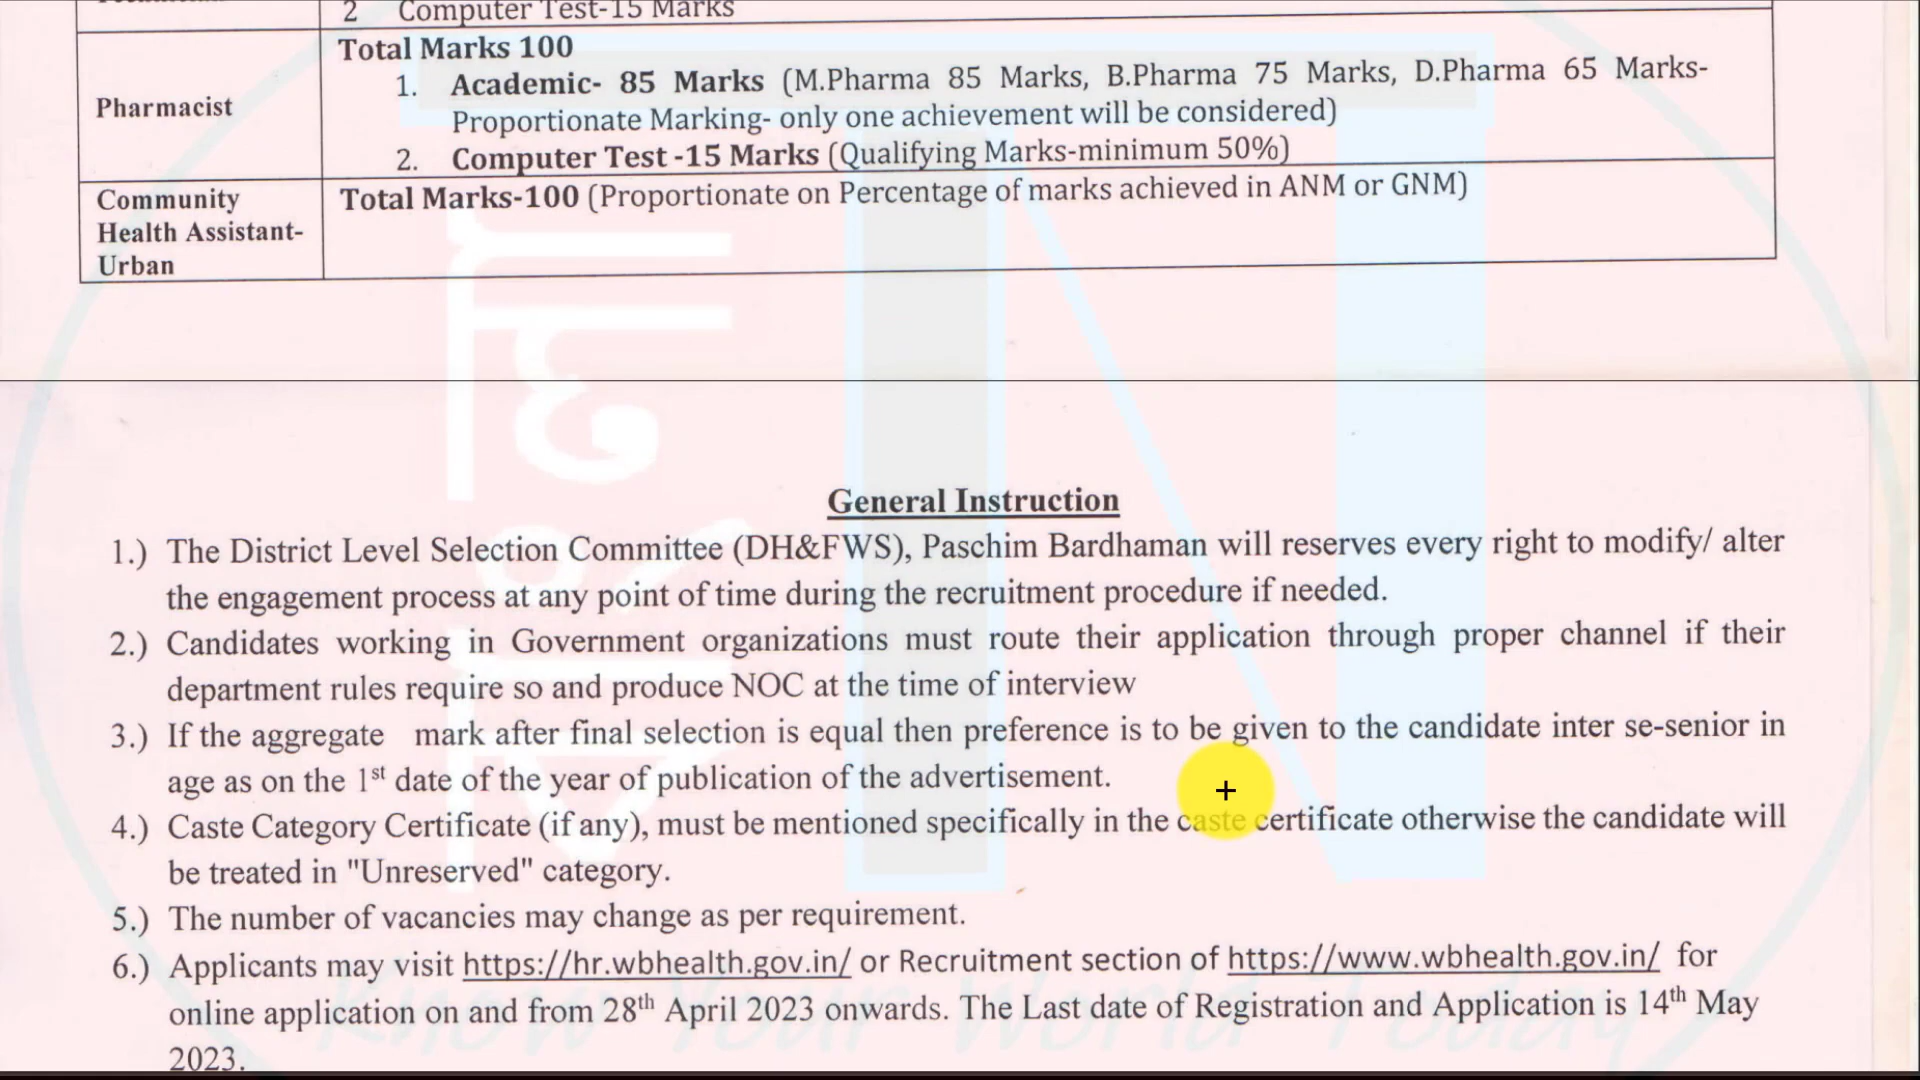 2 Computer Test-15 Marks
Total Marks 100
Pharmacist
1. Academic- 85 Marks (M.Pharma 85 Marks, B.Pharma 75 Marks, D.Pharma 65 Marks-
Proportionate Marking- only one achievement will be considered)
2. Computer Test -15 Marks (Qualifying Marks-minimum 50%)
Community
Health Assistant-
Urban
Total Marks-100 (Proportionate on Percentage of marks achieved in ANM or GNM)
General Instruction
1.) The District Level Selection Committee (DH&FWS), Paschim Bardhaman will reserves every right to modify/ alter
the engagement process at any point of time during the recruitment procedure if needed.
2.) Candidates working in Government organizations must route their application through proper channel if their
department rules require so and produce NOC at the time of interview
3.) If the aggregate mark after final selection is equal then preference is to be given to the candidate inter se-senior in
age as on the 1st date of the year of publication of the advertisement.
4.) Caste Category Certificate (if any), must be mentioned specifically in the caste certificate otherwise the candidate will
be treated in "Unreserved" category.
5.) The number of vacancies may change as per requirement.
6.) Applicants may visit https://hr.wbhealth.gov.in/ or Recruitment section of https://www.wbhealth.gov.in/ for
online application on and from 28th April 2023 onwards. The Last date of Registration and Application is 14th May
2023.
বাংলা
Know Your World Today